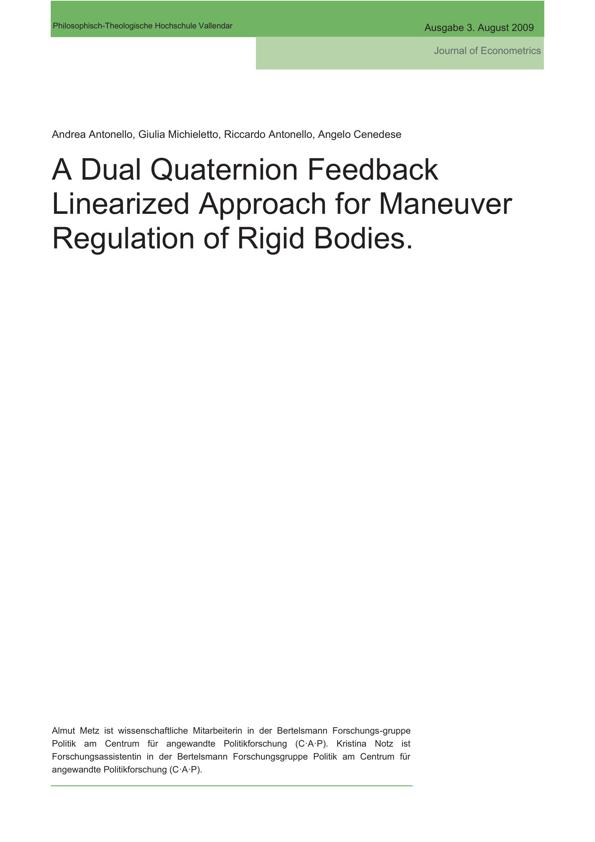 Philosophisch-Theologische Hochschule Vallendar
Ausgabe 3. August 2009
Journal of Econometrics
Andrea Antonello, Giulia Michieletto, Riccardo Antonello, Angelo Cenedese
A Dual Quaternion Feedback
Linearized Approach for Maneuver
Regulation of Rigid Bodies.
Almut Metz ist wissenschaftliche Mitarbeiterin in der Bertelsmann Forschungs-gruppe
Politik am Centrum für angewandte Politikforschung (C·A·P). Kristina Notz ist
Forschungsassistentin in der Bertelsmann Forschungsgruppe Politik am Centrum für
angewandte Politikforschung (C·A·P).